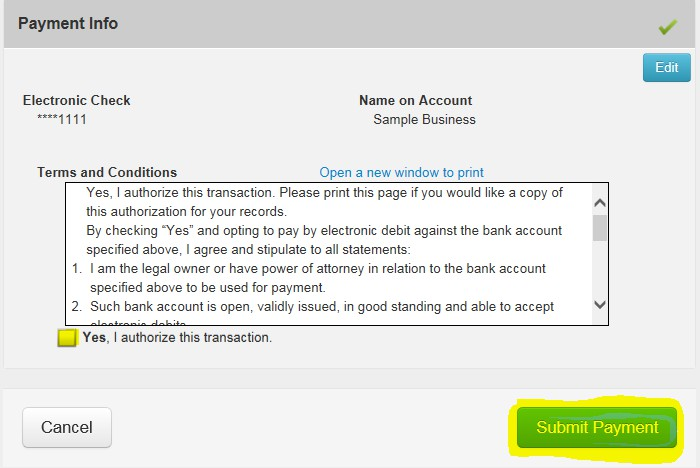 Payment Info
Edit
Electronic Check
Name on Account
****1111
Sample Business
Terms and Conditions
Open a new window to print
Yes, I authorize this transaction. Please print this page if you would like a copy of
this authorization for your records.
By checking “Yes” and opting to pay by electronic debit against the bank account
specified above, I agree and stipulate to all statements:
1. I am the legal owner or have power of attorney in relation to the bank account
specified above to be used for payment.
2. Such bank account is open, validly issued, in good standing and able to accept
electronic debits
Yes, I authorize this transaction.
Cancel
Submit Payment